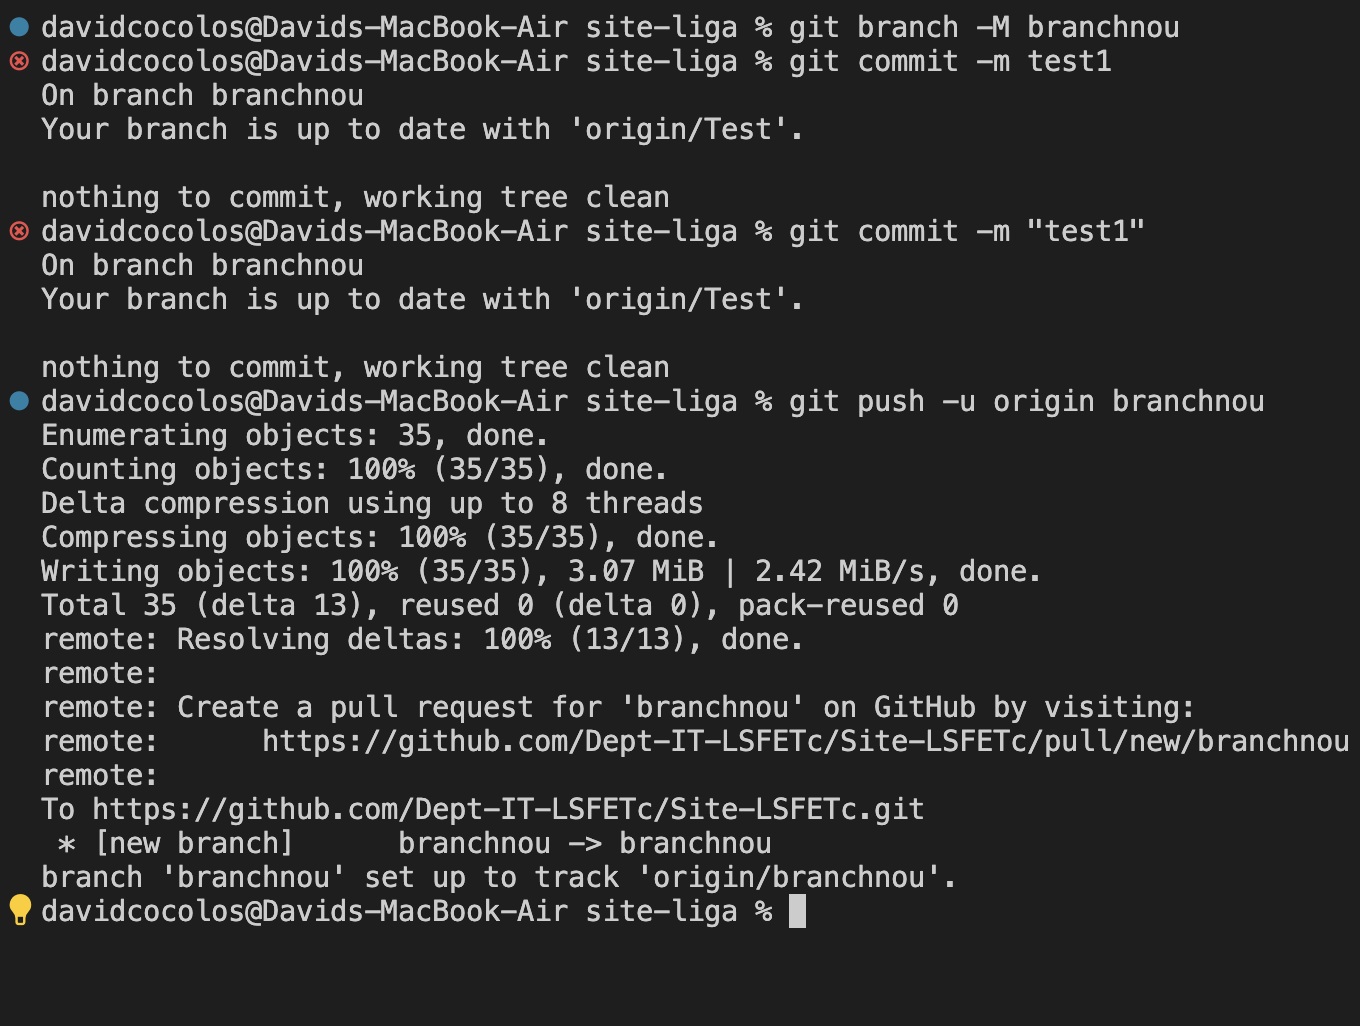 davidcocolos@Davids-MacBook-Air site-liga % git branch -M branchnou
davidcocolos@Davids-MacBook-Air site-liga % git commit -m test1
On branch branchnou
Your branch is up to date with 'origin/Test'.

nothing to commit, working tree clean
davidcocolos@Davids-MacBook-Air site-liga % git commit -m "test1"
On branch branchnou
Your branch is up to date with 'origin/Test'.

nothing to commit, working tree clean
davidcocolos@Davids-MacBook-Air site-liga % git push -u origin branchnou
Enumerating objects: 35, done.
Counting objects: 100% (35/35), done.
Delta compression using up to 8 threads
Compressing objects: 100% (35/35), done.
Writing objects: 100% (35/35), 3.07 MiB | 2.42 MiB/s, done.
Total 35 (delta 13), reused 0 (delta 0), pack-reused 0
remote: Resolving deltas: 100% (13/13), done.
remote:
remote: Create a pull request for 'branchnou' on GitHub by visiting:
remote:      https://github.com/Dept-IT-LSFETc/Site-LSFETc/pull/new/branchnou
remote:
To https://github.com/Dept-IT-LSFETc/Site-LSFETc.git
 * [new branch]      branchnou -> branchnou
branch 'branchnou' set up to track 'origin/branchnou'.
davidcocolos@Davids-MacBook-Air site-liga %